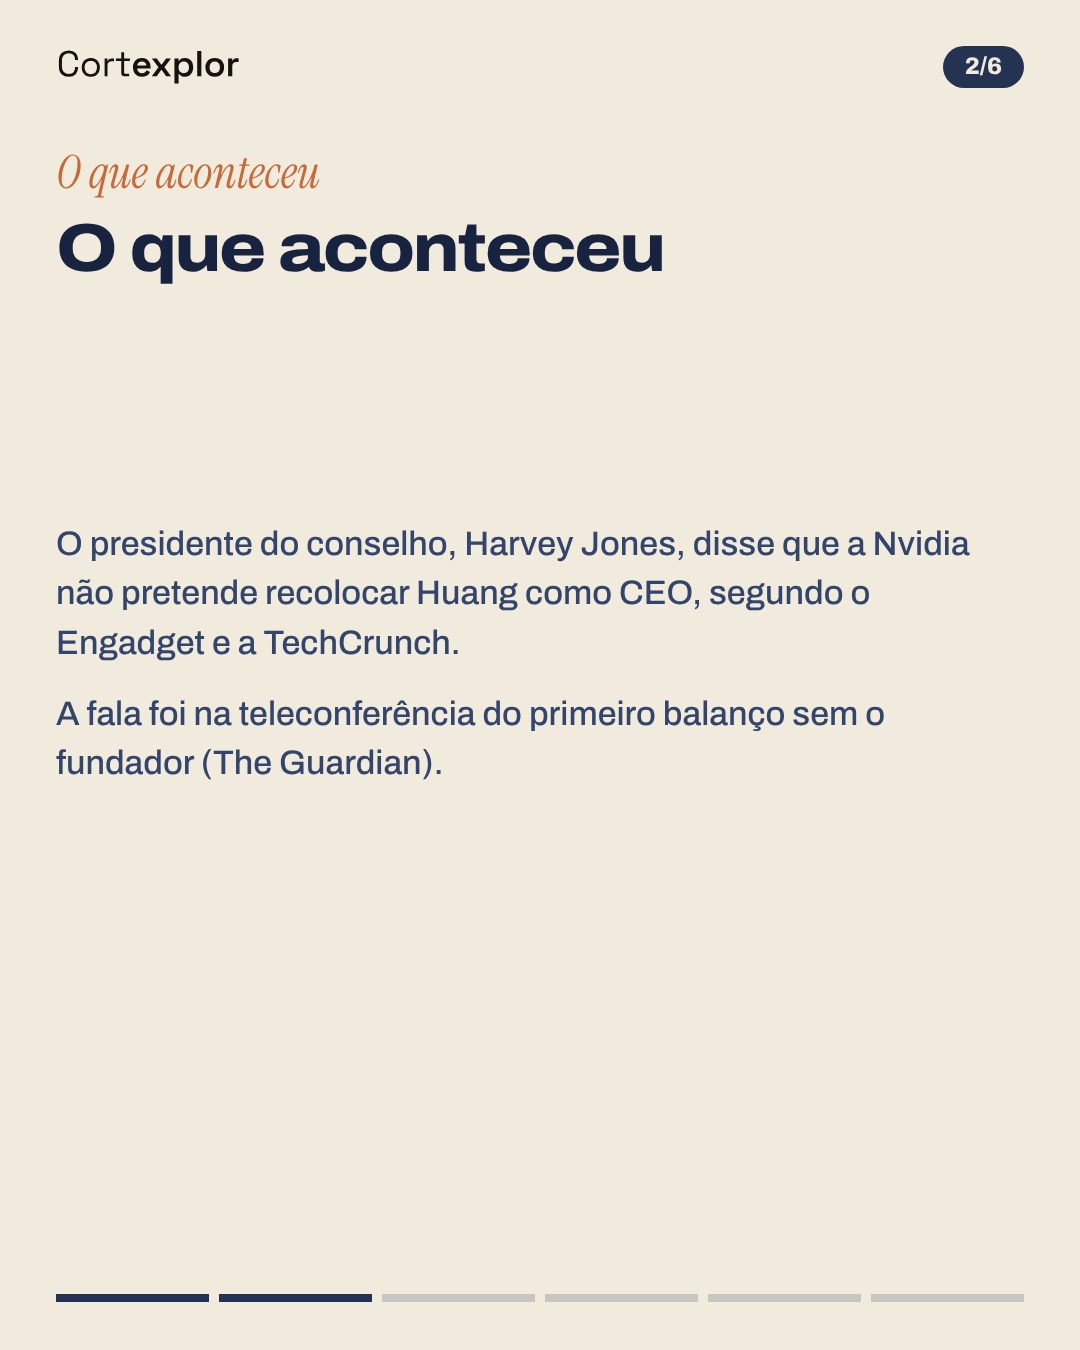 Cortexplor
2/6
O que aconteceu
O que aconteceu
O presidente do conselho, Harvey Jones, disse que a Nvidia
não pretende recolocar Huang como CEO, segundo o
Engadget e a TechCrunch.
A fala foi na teleconferência do primeiro balanço sem o
fundador (The Guardian).